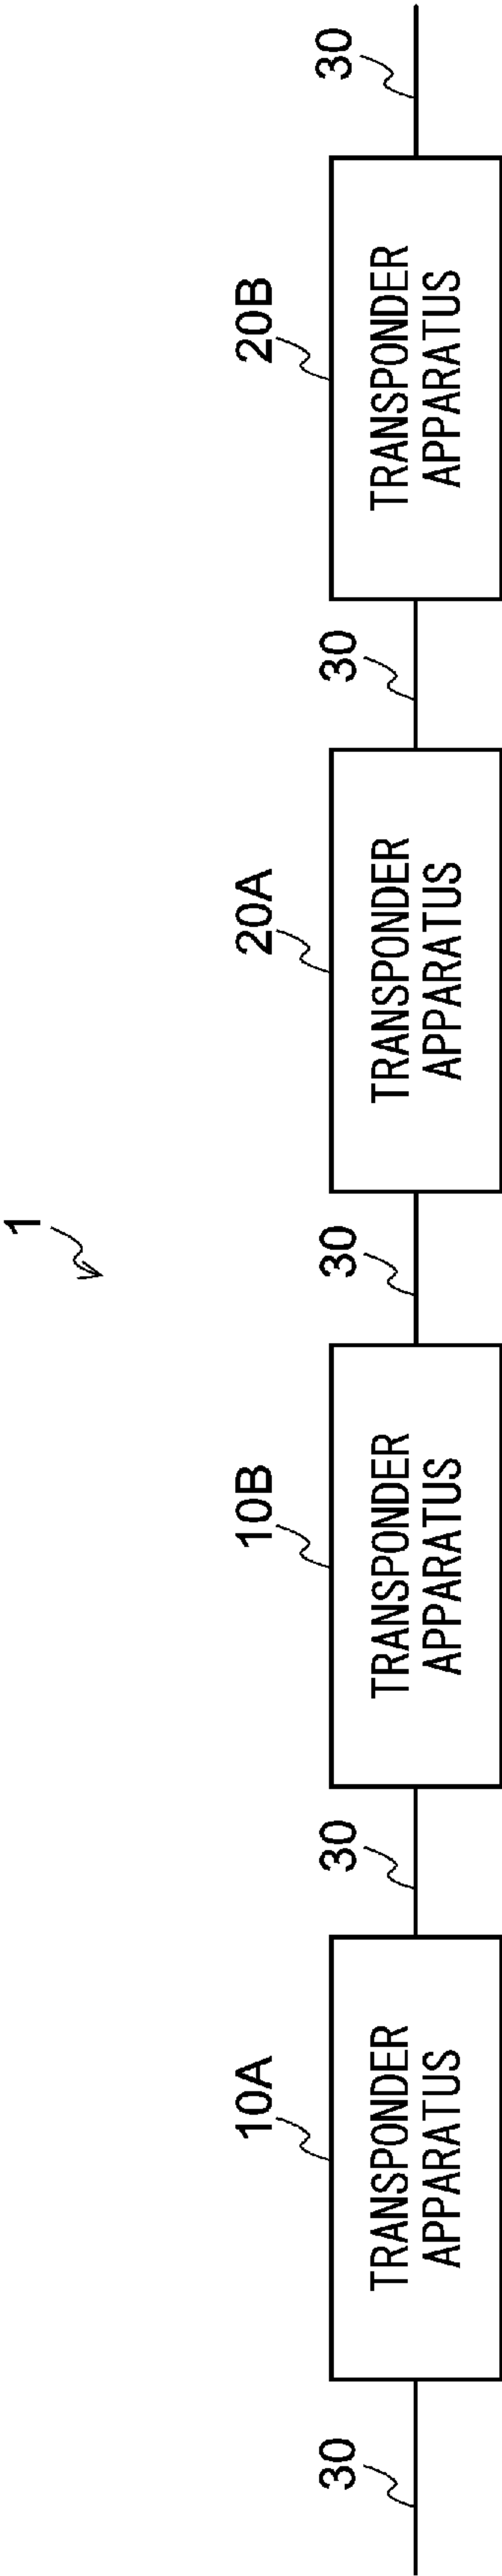 1
10A
10B
20A
20B
30
TRANSPONDER
APPARATUS
30
TRANSPONDER
APPARATUS
30
TRANSPONDER
APPARATUS
30
TRANSPONDER
APPARATUS
30